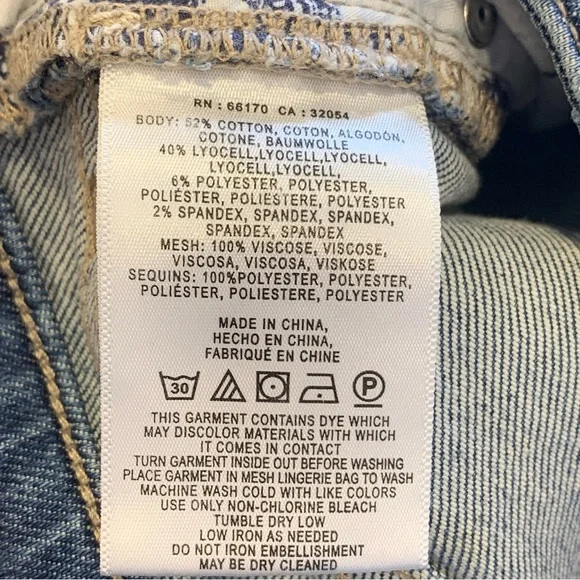 RN : 66170 CA : 32054
BODY: 52% COTTON, COTON, ALGODÓN,
COTONE, BAUMWOLLE
40% LYOCELL,LYOCELL,LYOCELL,
LYOCELL,LYOCELL,
6% POLYESTER, POLYESTER,
POLIÉSTER, POLIESTERE, POLYESTER
2% SPANDEX, SPANDEX, SPANDEX,
SPANDEX, SPANDEX
MESH: 100% VISCOSE, VISCOSE,
VISCOSA, VISCOSA, VISKOSE
SEQUINS: 100%POLYESTER, POLYESTER,
POLIÉSTER, POLIESTERE, POLYESTER
MADE IN CHINA,
HECHO EN CHINA,
FABRIQUÉ EN CHINE
30 P
THIS GARMENT CONTAINS DYE WHICH
MAY DISCOLOR MATERIALS WITH WHICH
IT COMES IN CONTACT
TURN GARMENT INSIDE OUT BEFORE WASHING
PLACE GARMENT IN MESH LINGERIE BAG TO WASH
MACHINE WASH COLD WITH LIKE COLORS
USE ONLY NON-CHLORINE BLEACH
TUMBLE DRY LOW
LOW IRON AS NEEDED
DO NOT IRON EMBELLISHMENT
MAY BE DRY CLEANED